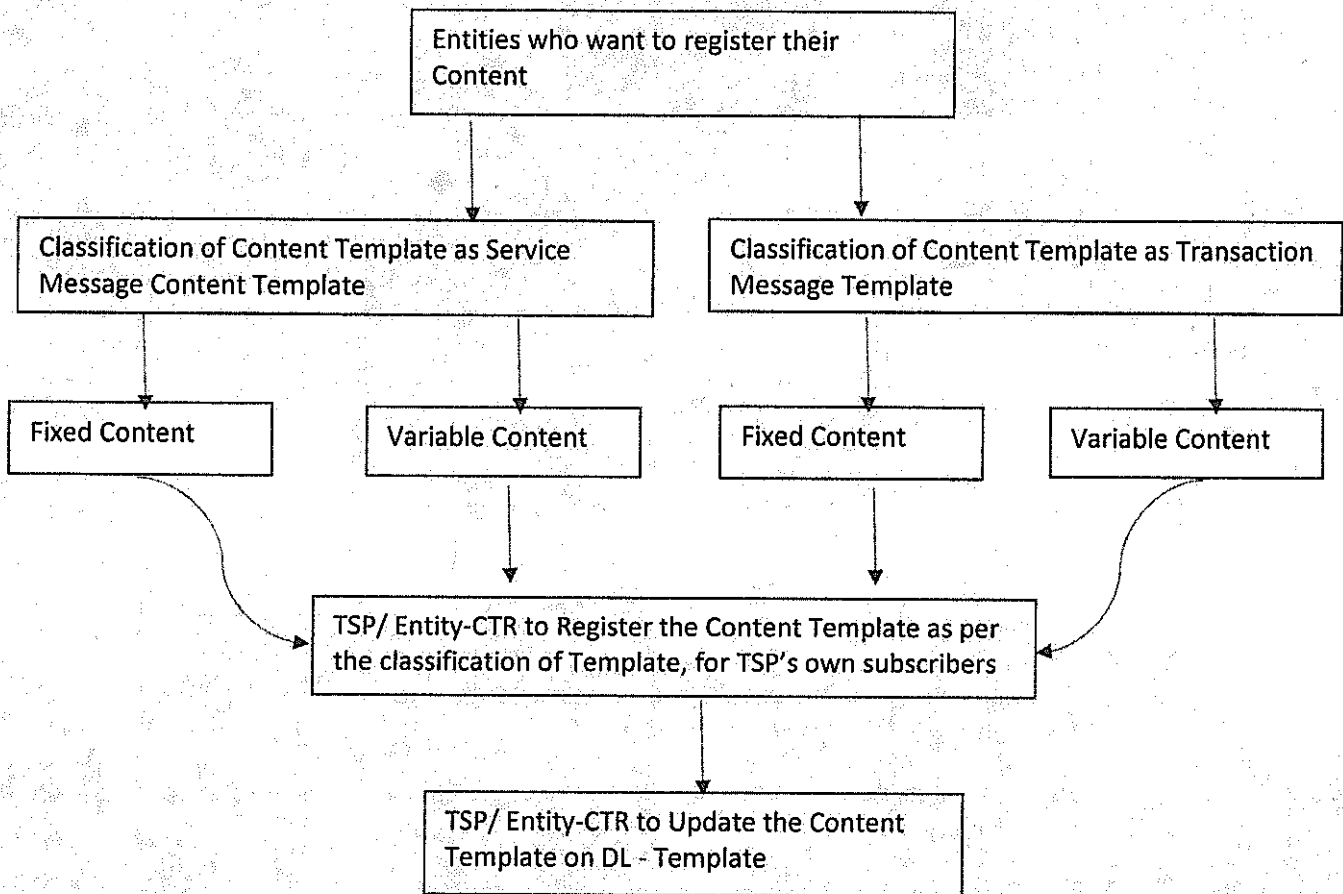 Entities who want to register their
Content
Classification of Content Template as Service
Message Content Template
Classification of Content Template as Transaction
Message Template
Fixed Content
Variable Content
Fixed Content
Variable Content
TSP/ Entity-CTR to Register the Content Template as per
the classification of Template, for TSP's own subscribers
TSP/ Entity-CTR to Update the Content
Template on DL - Template